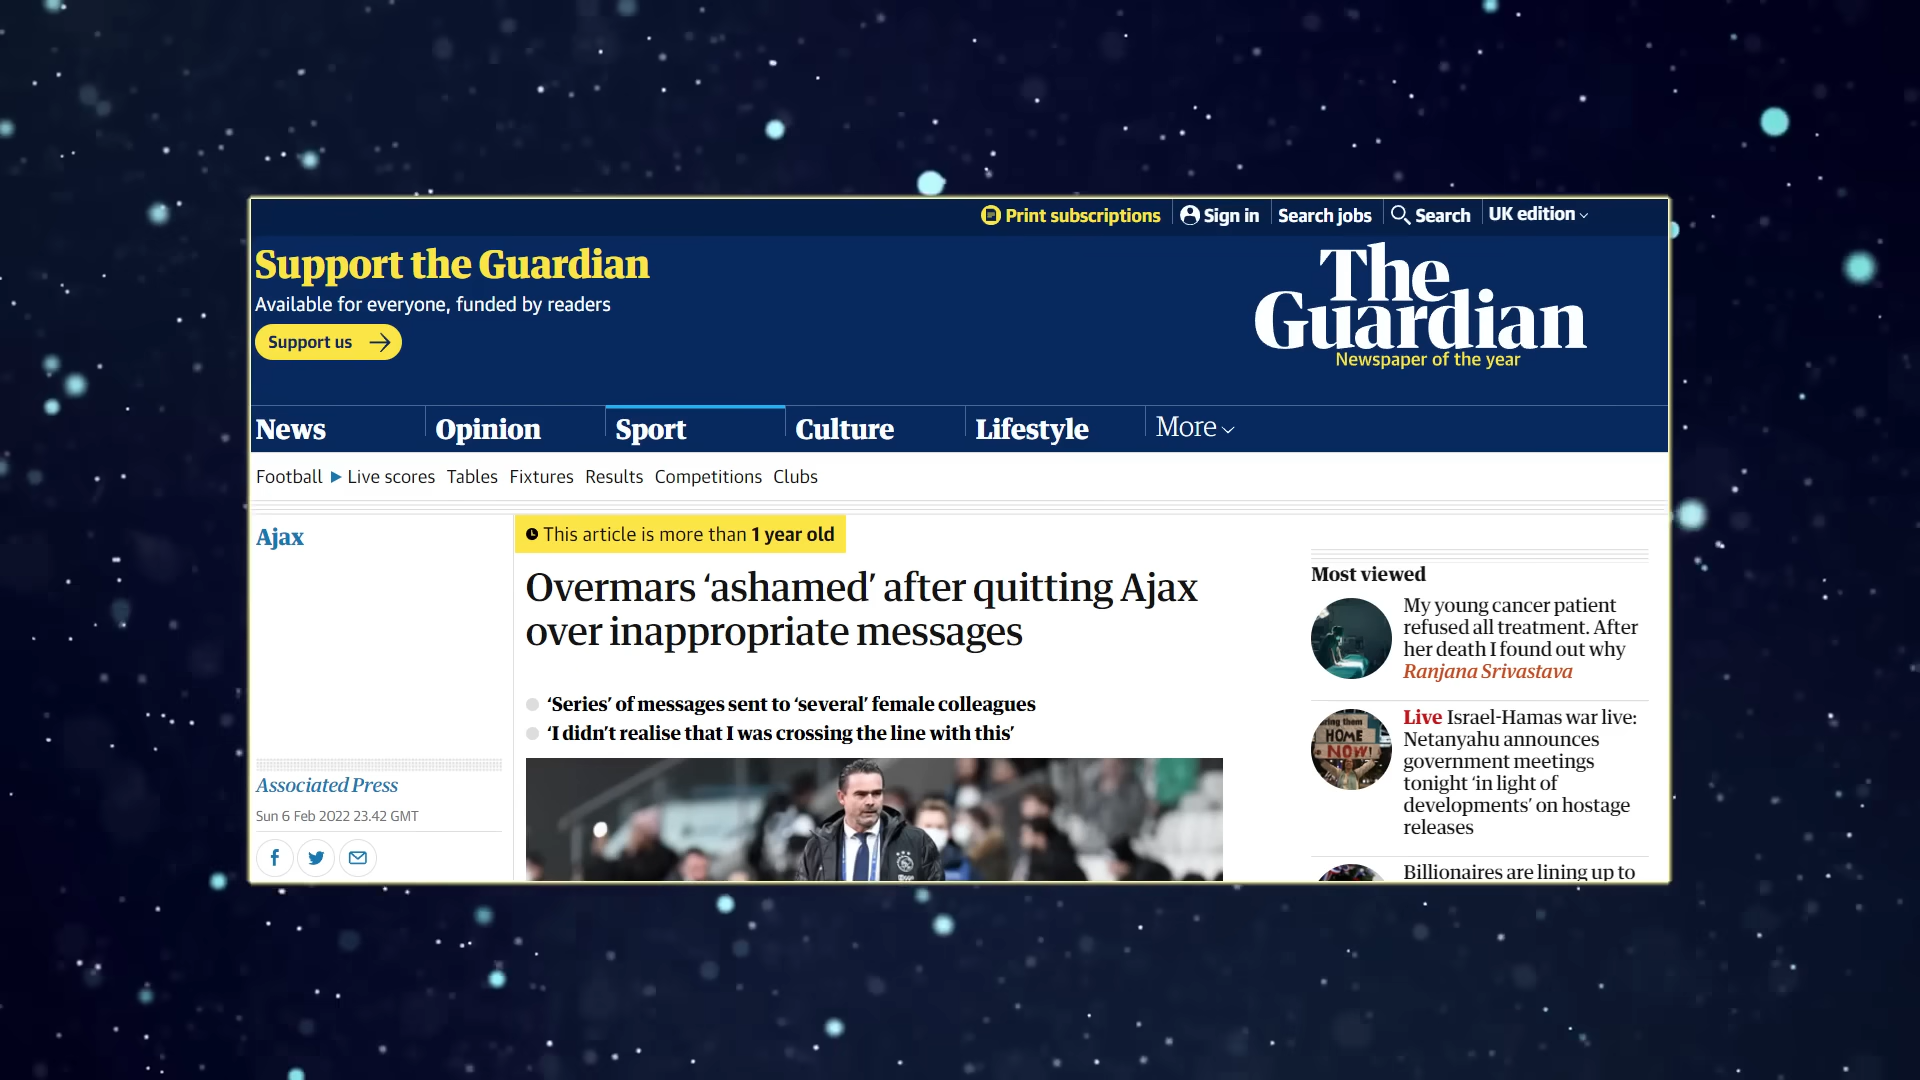 Print subscriptions
Sign in
Search jobs
Search
UK edition
Support the Guardian
Available for everyone, funded by readers
Support us
The
Guardian
Newspaper of the year
News
Opinion
Sport
Culture
Lifestyle
More
Football
Live scores
Tables
Fixtures
Results
Competitions
Clubs
Ajax
This article is more than 1 year old
Overmars ‘ashamed’ after quitting Ajax
over inappropriate messages
‘Series’ of messages sent to ‘several’ female colleagues
‘I didn’t realise that I was crossing the line with this’
Associated Press
Sun 6 Feb 2022 23.42 GMT
Most viewed
My young cancer patient
refused all treatment. After
her death I found out why
Ranjana Srivastava
bring them
HOME
NOW!
Live Israel-Hamas war live:
Netanyahu announces
government meetings
tonight ‘in light of
developments’ on hostage
releases
Billionaires are lining up to